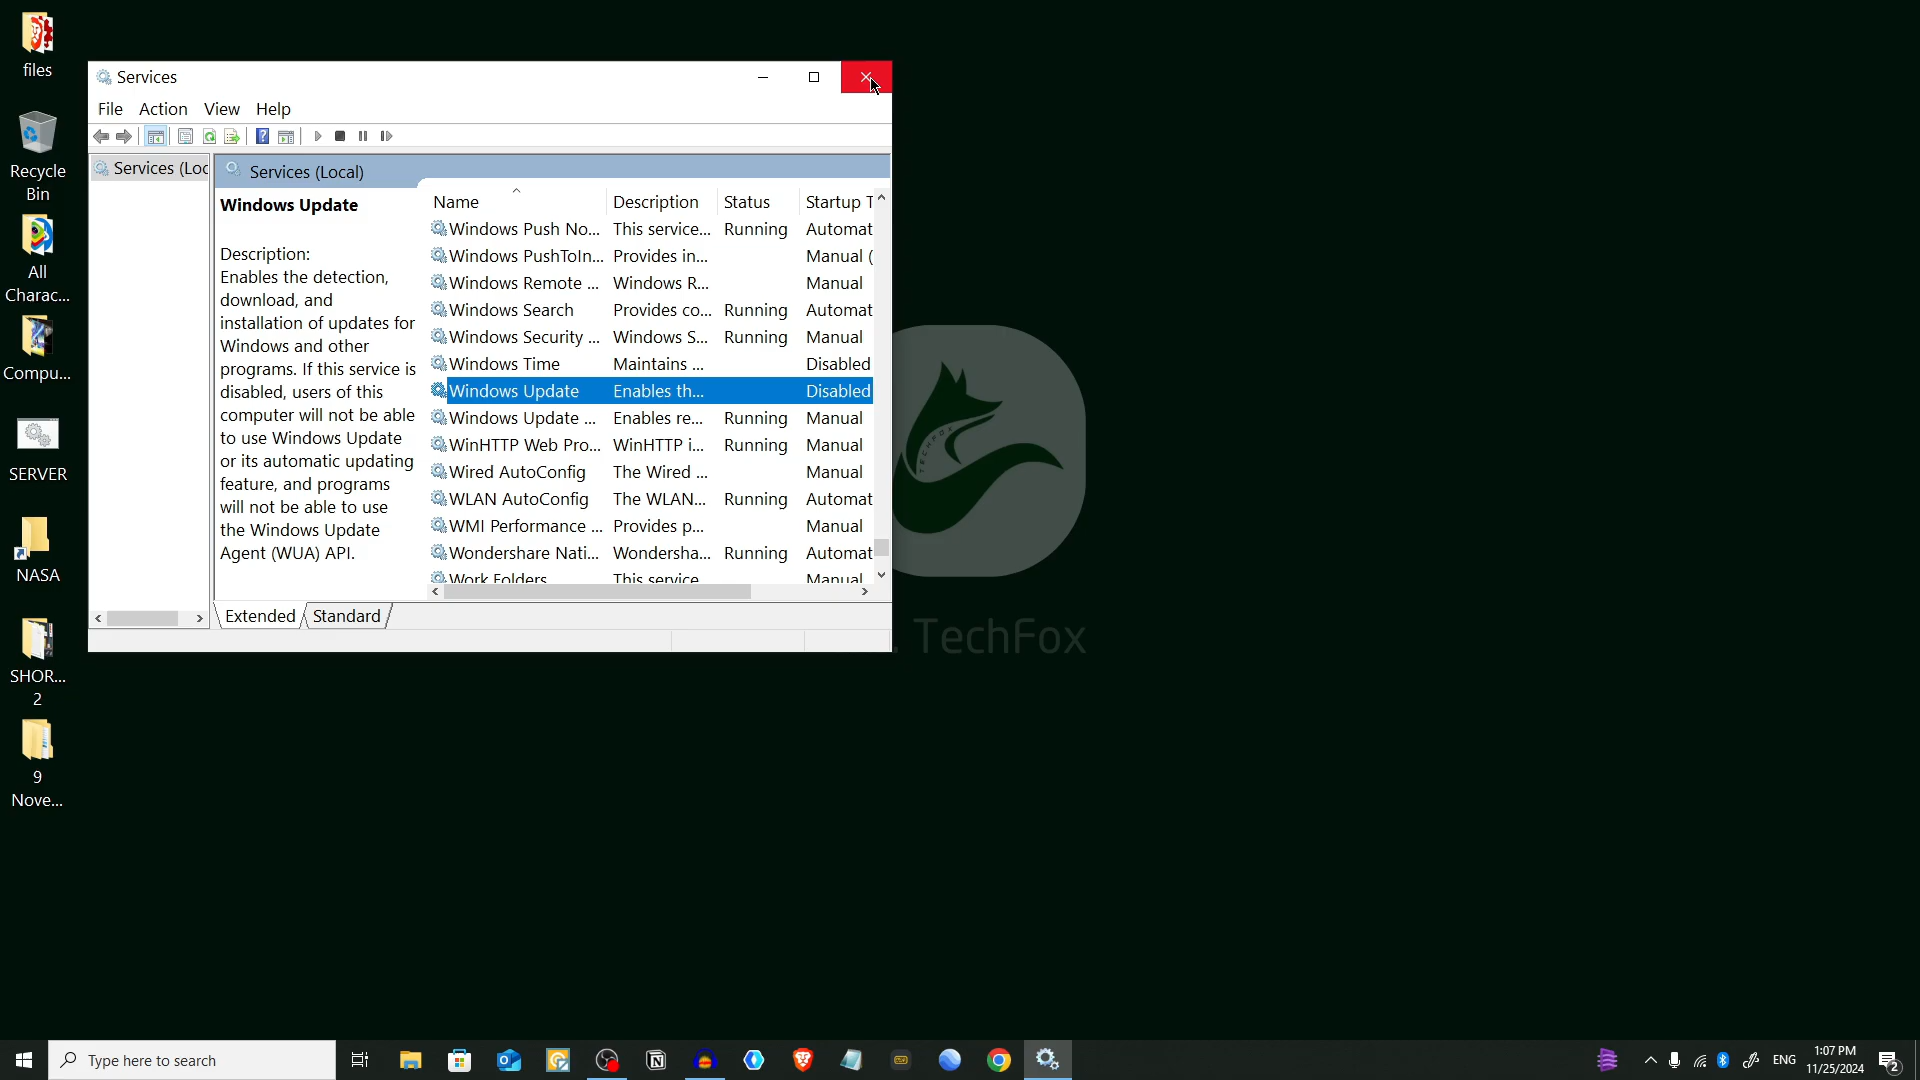 files
Recycle
Bin
All
Charac...
Compu...
SERVER
NASA
SHOR...
2
9
Nove...
Services
File Action View Help
Services (Loc
Services (Local)
Windows Update
Description:
Enables the detection,
download, and
installation of updates for
Windows and other
programs. If this service is
disabled, users of this
computer will not be able
to use Windows Update
or its automatic updating
feature, and programs
will not be able to use
the Windows Update
Agent (WUA) API.
Name Description Status Startup T
Windows Push No... This service... Running Automat
Windows PushToIn... Provides in... Manual (
Windows Remote ... Windows R... Manual
Windows Search Provides co... Running Automat
Windows Security ... Windows S... Running Manual
Windows Time Maintains ... Disabled
Windows Update Enables th... Disabled
Windows Update ... Enables re... Running Manual
WinHTTP Web Pro... WinHTTP i... Running Manual
Wired AutoConfig The Wired ... Manual
WLAN AutoConfig The WLAN... Running Automat
WMI Performance ... Provides p... Manual
Wondershare Nati... Wondersha... Running Automat
Work Folders This service Manual
Extended Standard
TECHFOX
. TechFox
Type here to search
ENG
1:07 PM
11/25/2024
2